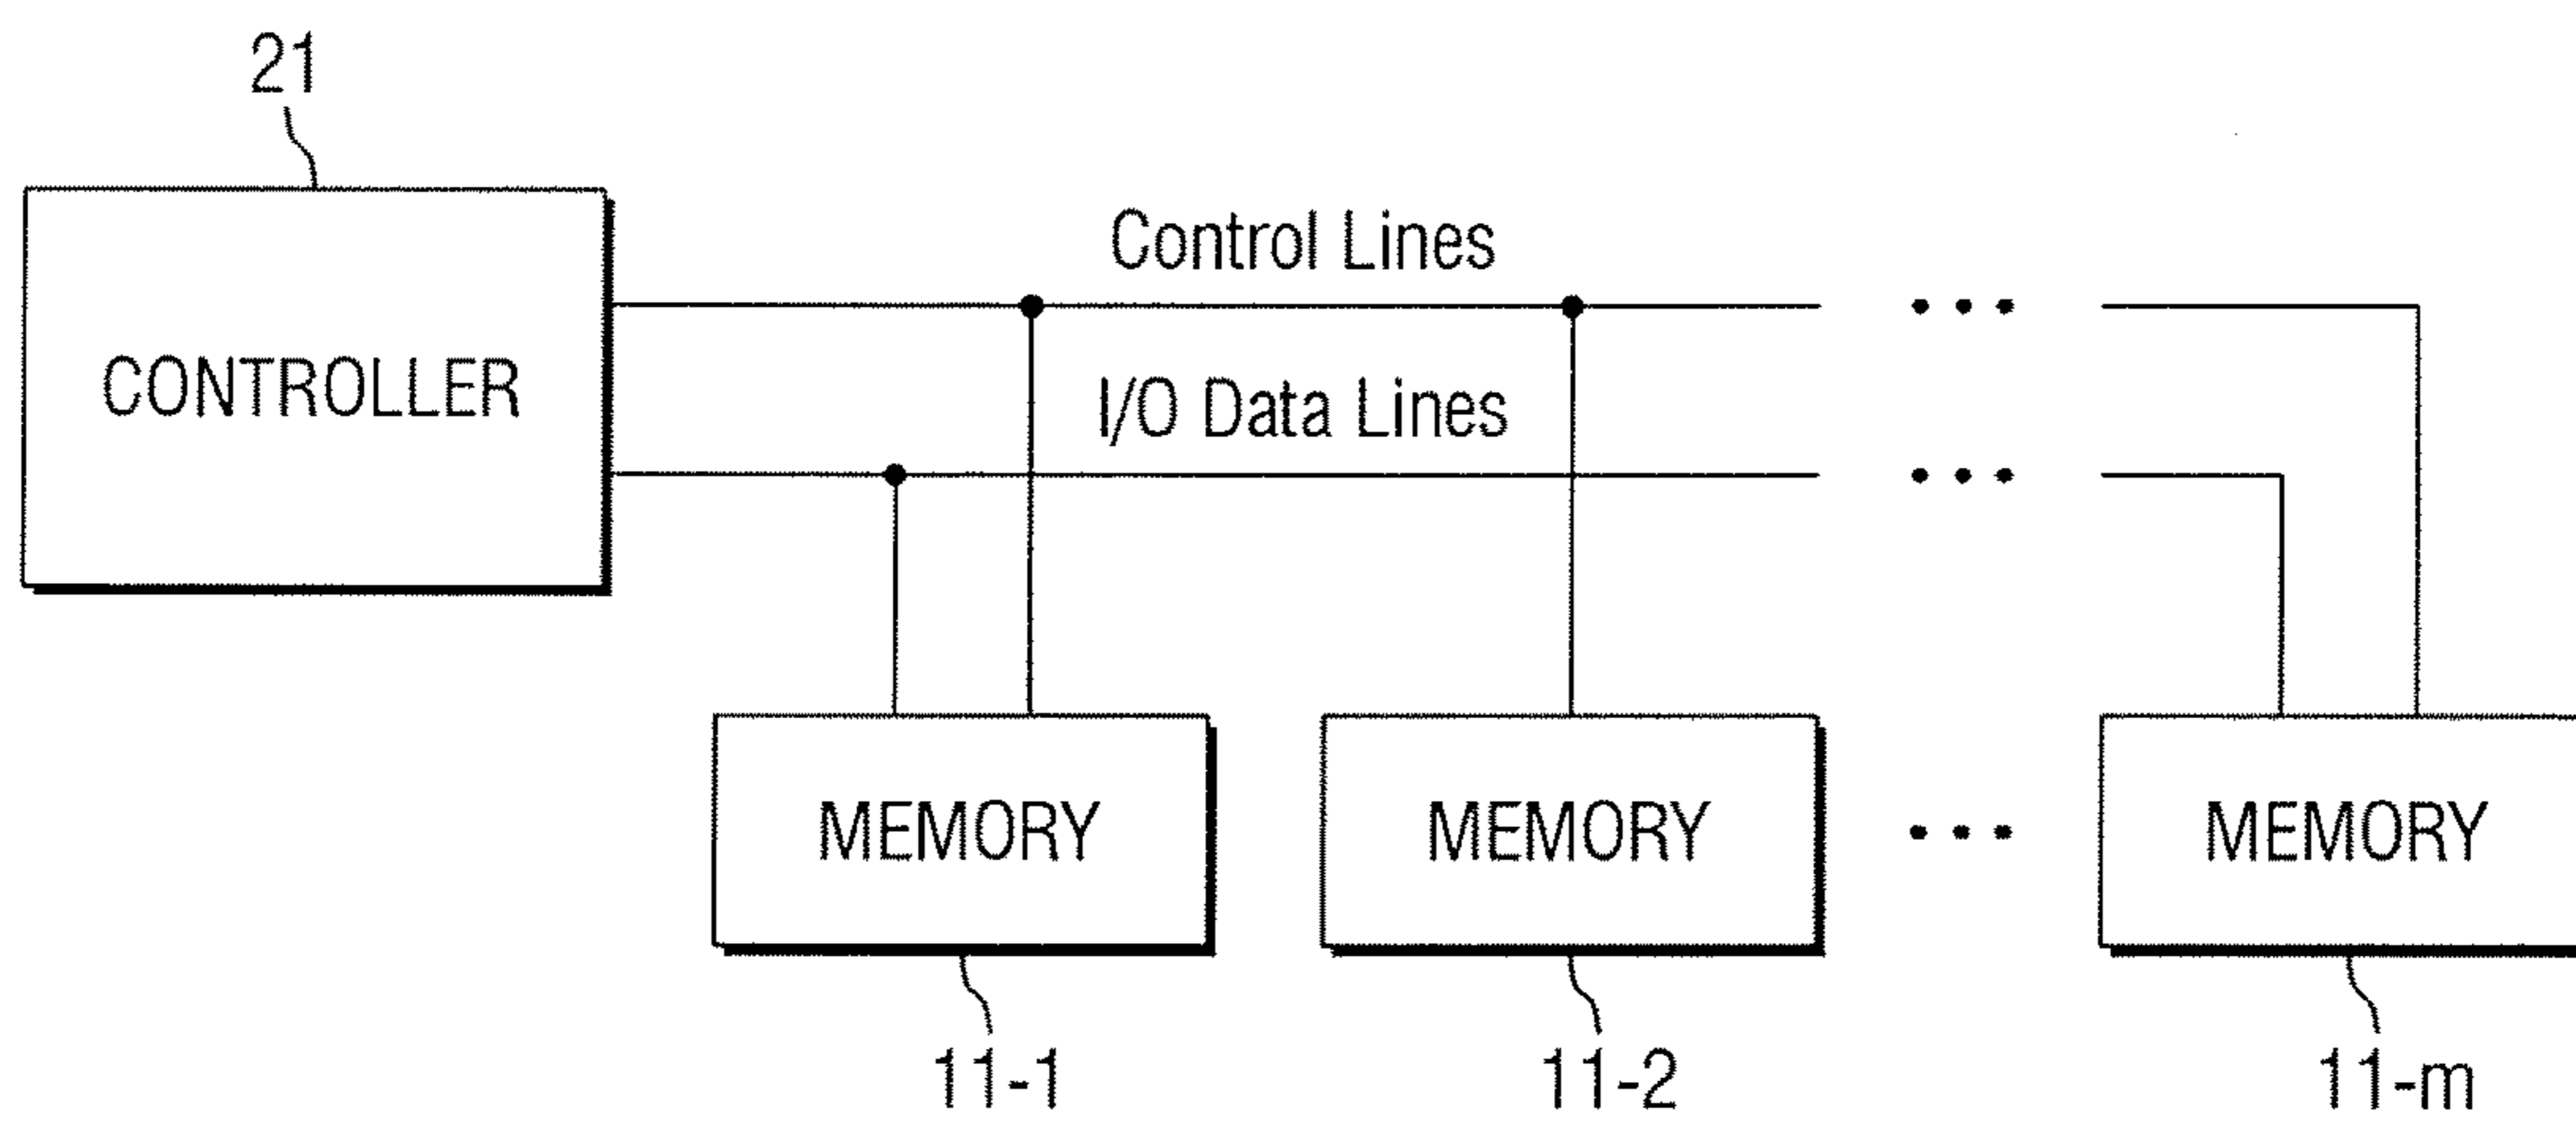 21
Control Lines
CONTROLLER
I/O Data Lines
MEMORY
MEMORY
MEMORY
11-1
11-2
11-m